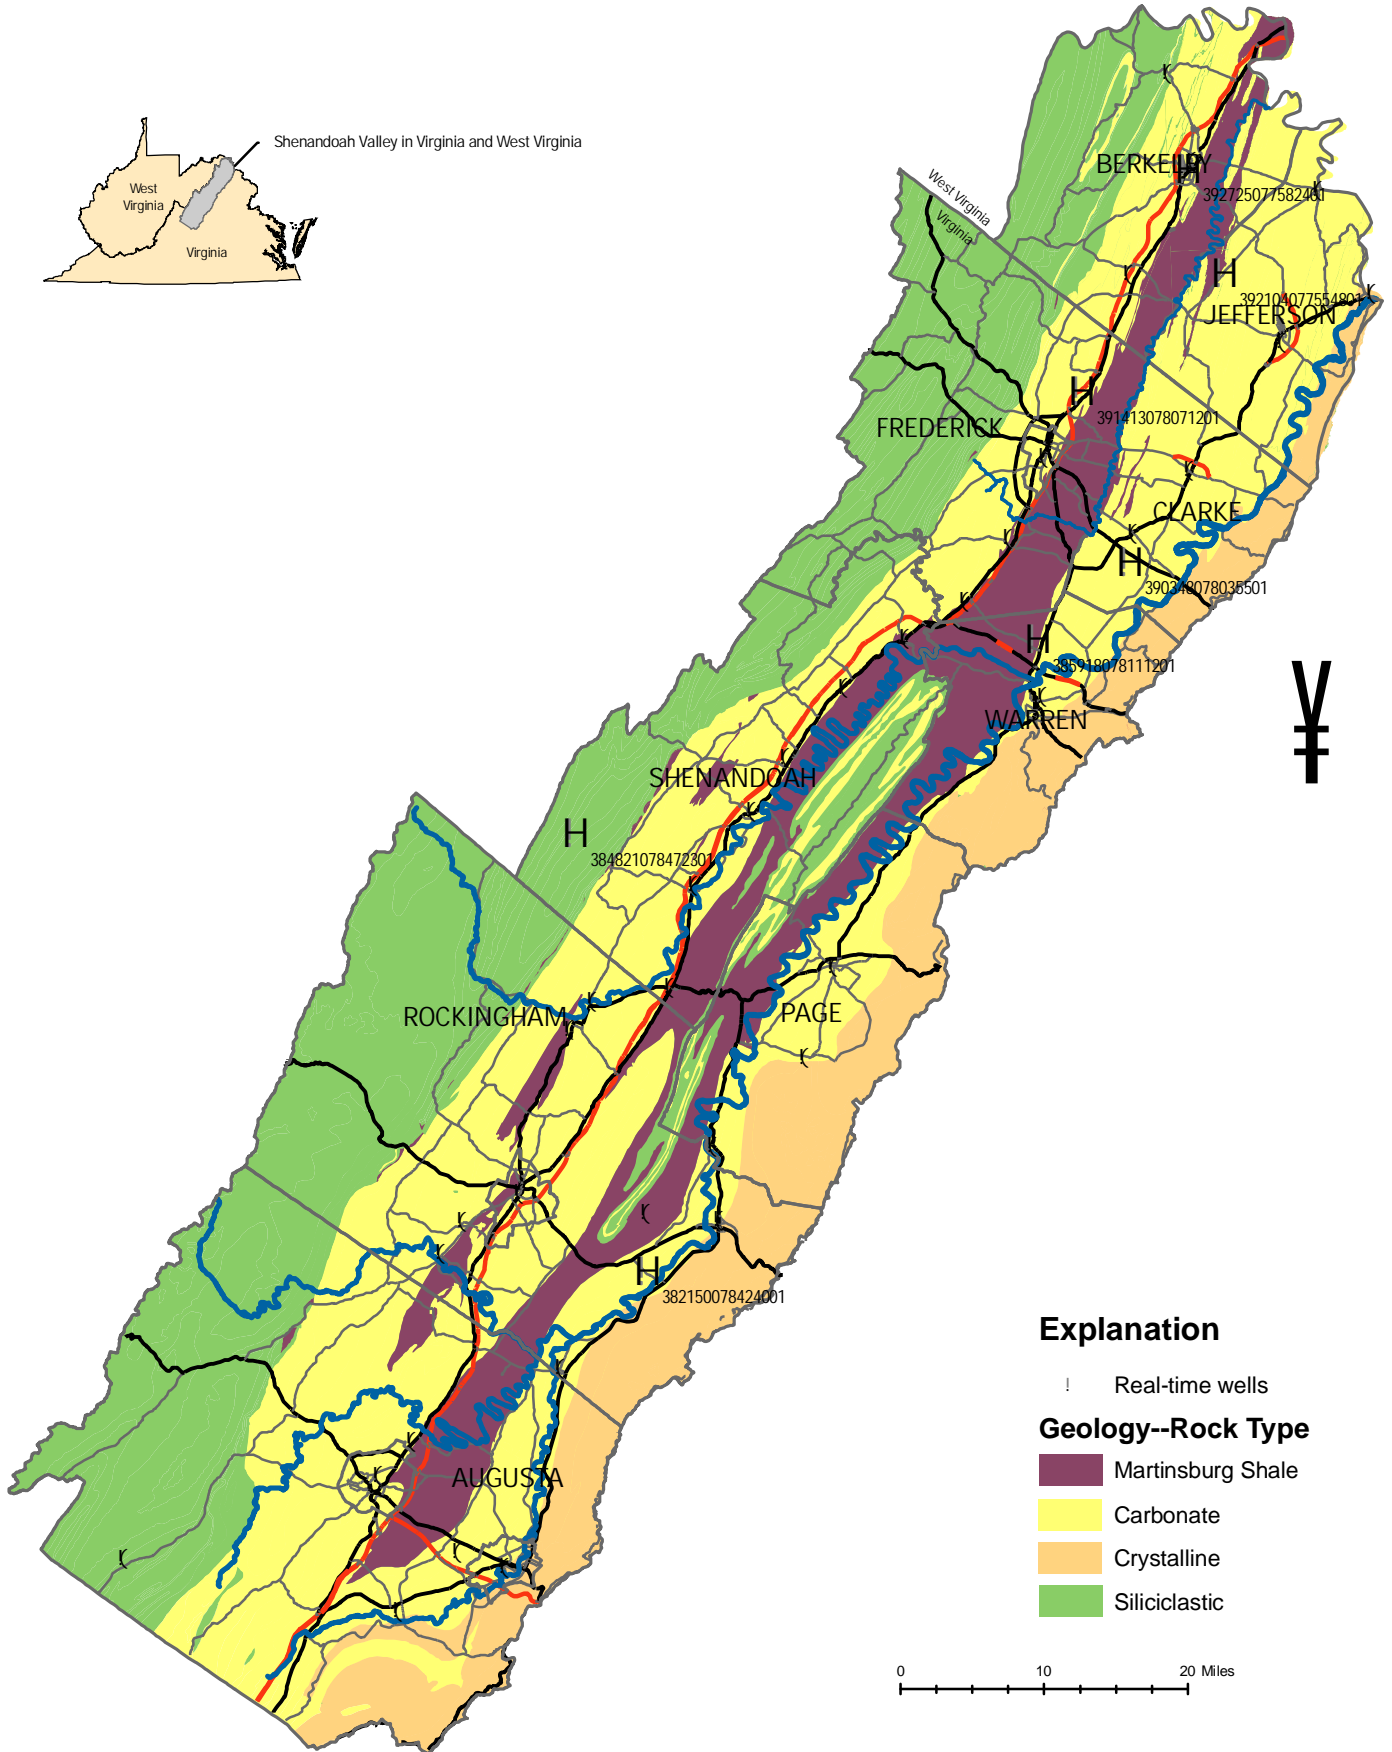 Shenandoah Valley in Virginia and West Virginia
West
Virginia
Virginia
West Virginia
Virginia
BERKELEY
H
392725077582401
H
392104077554801
JEFFERSON
H
391413078071201
FREDERICK
CLARKE
H
390348078035501
H
385918078111201
WARREN
SHENANDOAH
H
384821078472301
PAGE
ROCKINGHAM
H
382150078424001
AUGUSTA
¥
Explanation
! Real-time wells
Geology--Rock Type
Martinsburg Shale
Carbonate
Crystalline
Siliciclastic
0 10 20 Miles